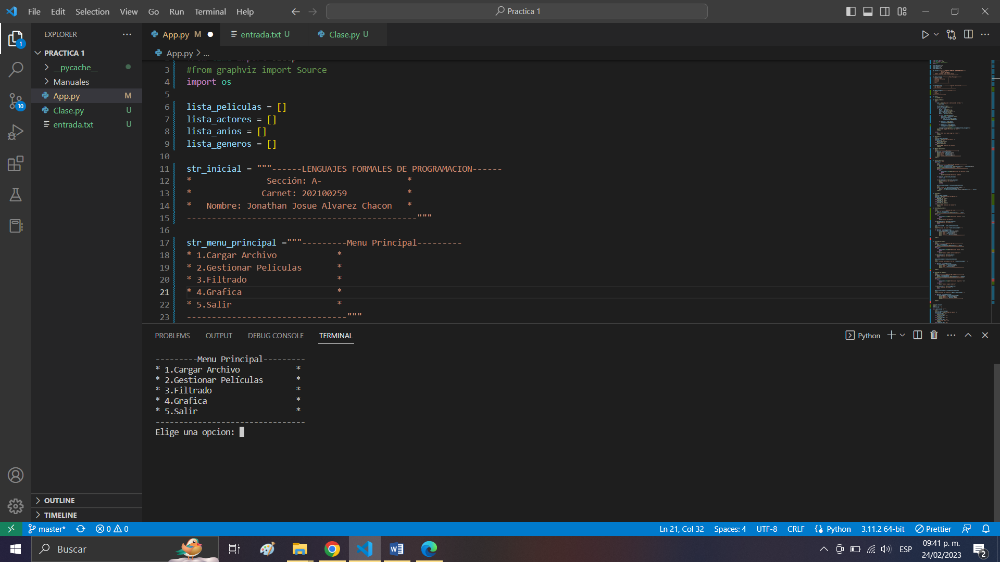 File Edit Selection View Go Run Terminal Help
Practica 1
EXPLORER
PRACTICA 1
__pycache__
Manuales
App.py M
Clase.py U
entrada.txt U
OUTLINE
TIMELINE
1
10
App.py M
entrada.txt U
Clase.py U
App.py > ...
3 #from graphviz import Source
4 import os
5
6 lista_peliculas = []
7 lista_actores = []
8 lista_anios = []
9 lista_generos = []
10
11 str_inicial = """------LENGUAJES FORMALES DE PROGRAMACION------
12 *               Sección: A-                 *
13 *              Carnet: 202100259            *
14 *   Nombre: Jonathan Josue Alvarez Chacon   *
15 ----------------------------------------------"""
16
17 str_menu_principal ="""---------Menu Principal---------
18 * 1.Cargar Archivo            *
19 * 2.Gestionar Películas       *
20 * 3.Filtrado                  *
21 * 4.Grafica                   *
22 * 5.Salir                     *
23 --------------------------------"""
PROBLEMS OUTPUT DEBUG CONSOLE TERMINAL
Python
---------Menu Principal---------
* 1.Cargar Archivo            *
* 2.Gestionar Películas       *
* 3.Filtrado                  *
* 4.Grafica                   *
* 5.Salir                     *
--------------------------------
Elige una opcion:
master* 0 0 Ln 21, Col 32 Spaces: 4 UTF-8 CRLF Python 3.11.2 64-bit Prettier
Buscar
ESP
09:41 p. m.
24/02/2023
2